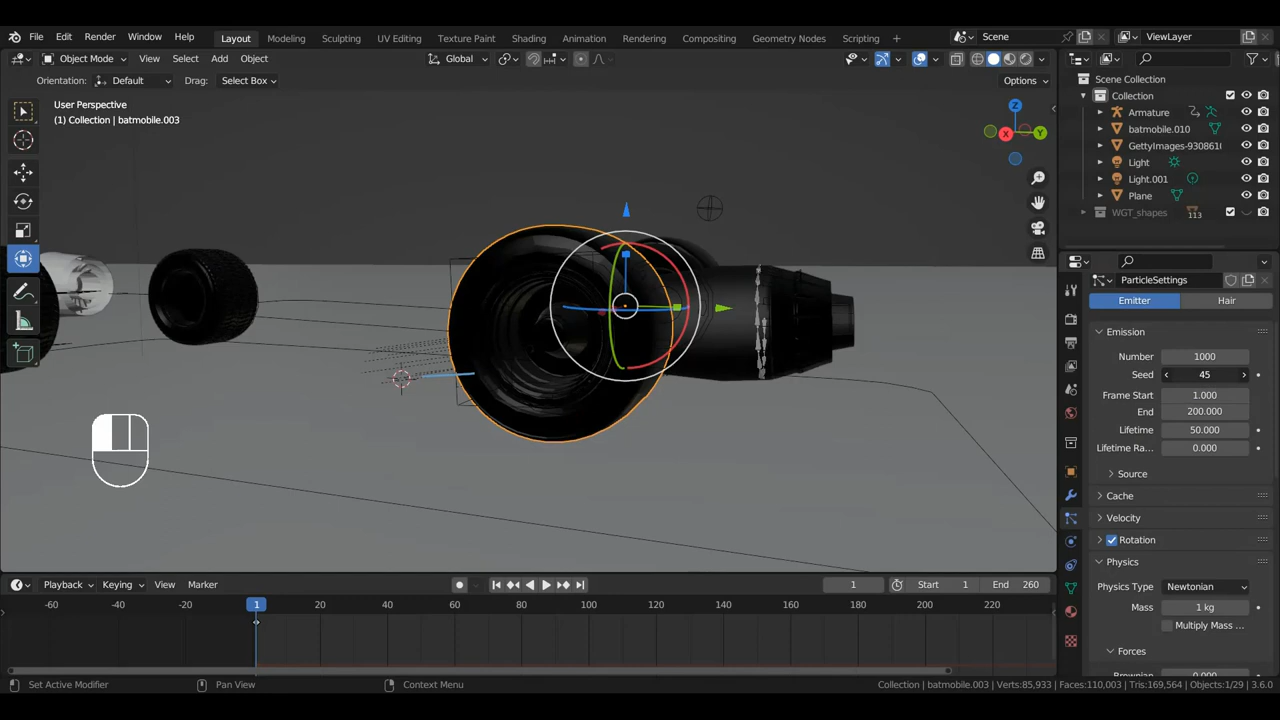 File Edit Render Window Help Layout Modeling Sculpting UV Editing Texture Paint Shading Animation Rendering Compositing Geometry Nodes Scripting + Scene ViewLayer
Object Mode View Select Add Object Global
Orientation: Default Drag: Select Box Options
User Perspective
(1) Collection | batmobile.003
Z
X
Y
Scene Collection
Collection
Armature
batmobile.010
GettyImages-9308610
Light
Light.001
Plane
WGT_shapes 113
ParticleSettings
Emitter Hair
Emission
Number 1000
Seed 45
Frame Start 1.000
End 200.000
Lifetime 50.000
Lifetime Ra... 0.000
Source
Cache
Velocity
Rotation
Physics
Physics Type Newtonian
Mass 1 kg
Multiply Mass ...
Forces
Brownian 0.000
Playback Keying View Marker 1 Start 1 End 260
-60 -40 -20 1 20 40 60 80 100 120 140 160 180 200 220
Set Active Modifier Pan View Context Menu Collection | batmobile.003 | Verts:85,933 | Faces:110,003 | Tris:169,564 | Objects:1/29 | 3.6.0